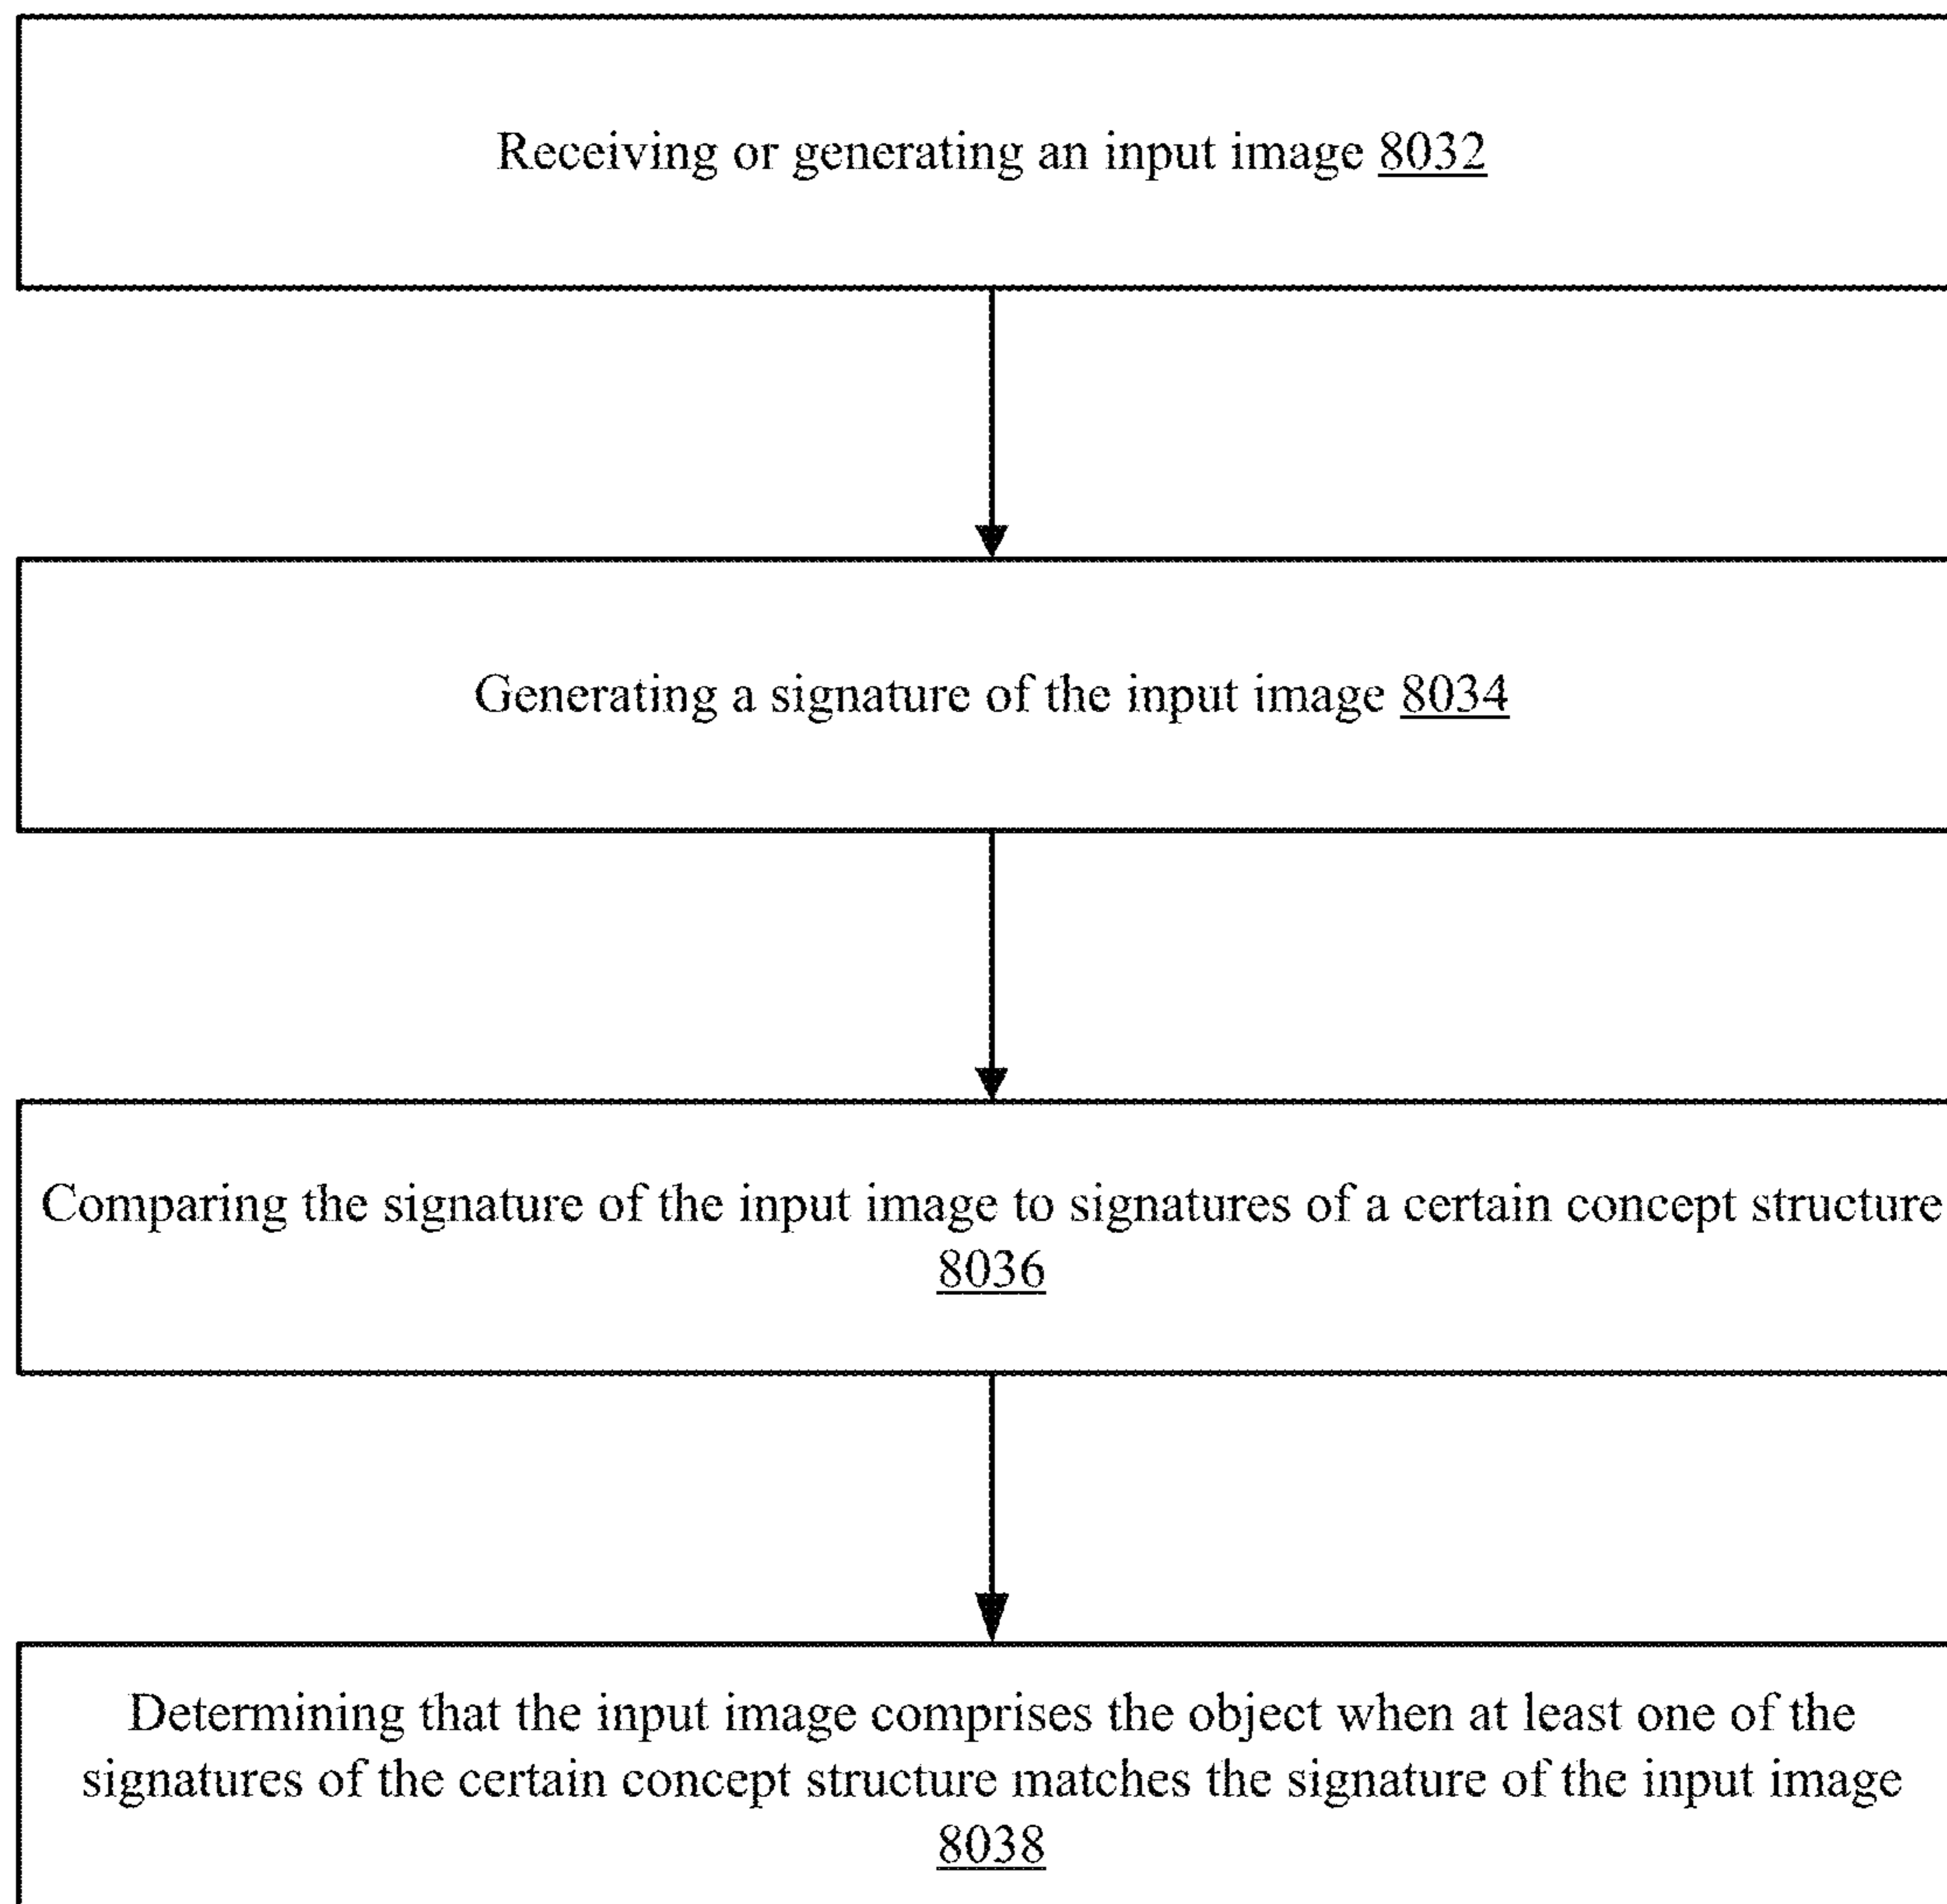 Receiving or generating an input image 8032
Generating a signature of the input image 8034
Comparing the signature of the input image to signatures of a certain concept structure
8036
Determining that the input image comprises the object when at least one of the
signatures of the certain concept structure matches the signature of the input image
8038